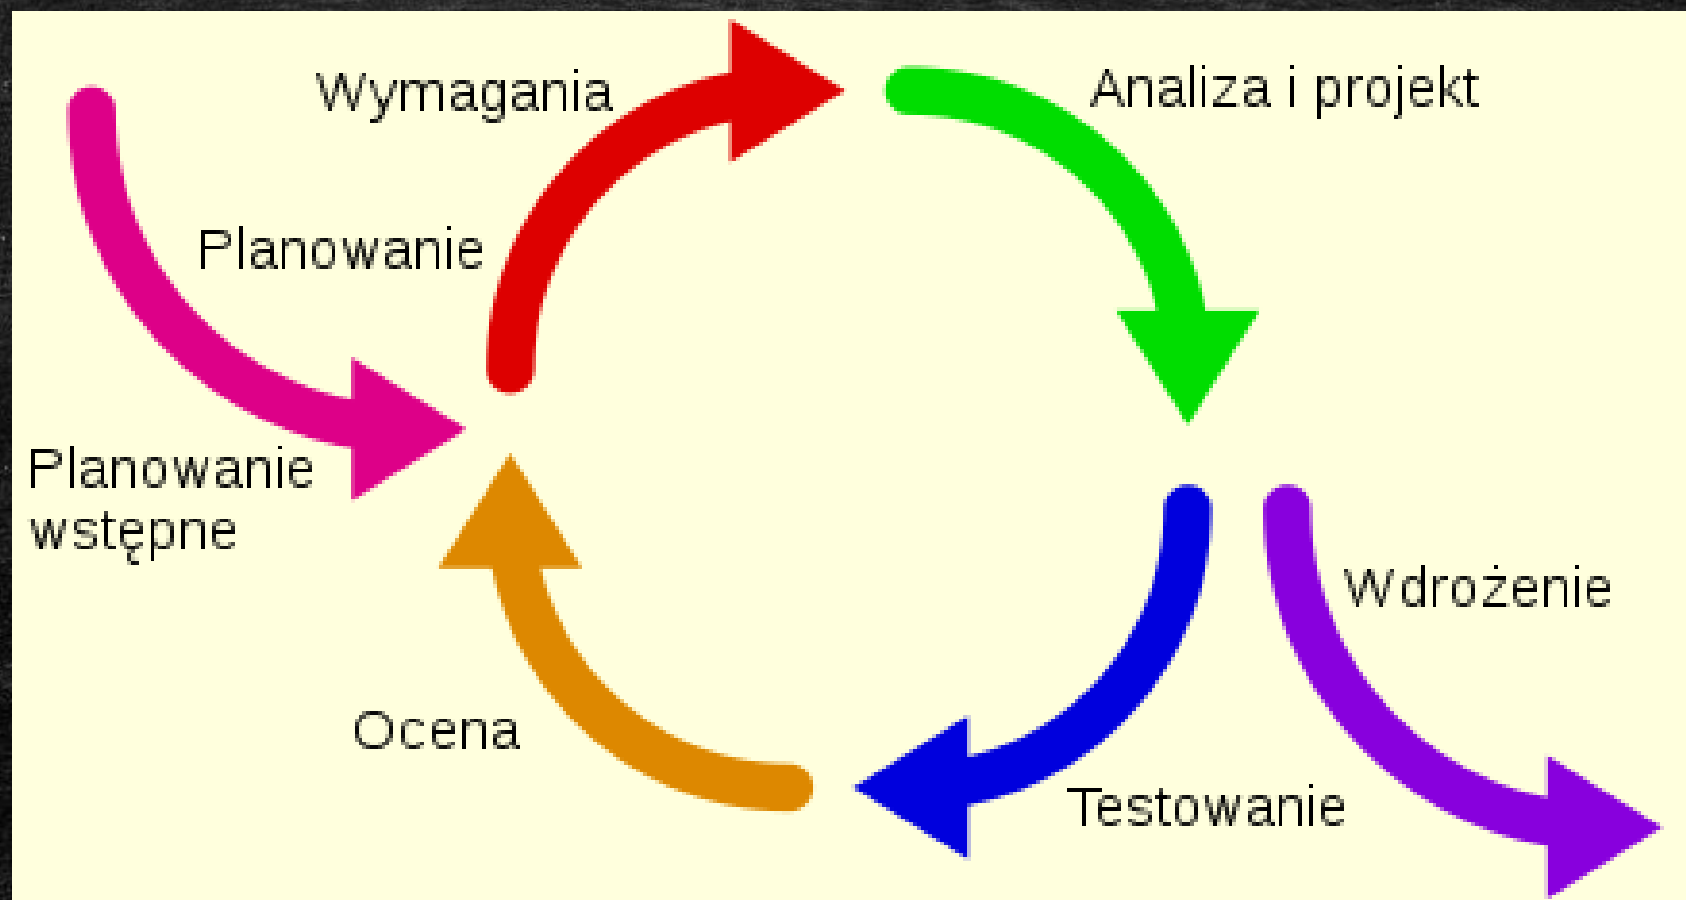 Wymagania
Analiza i projekt
Planowanie
Planowanie
wstępne
Wdrożenie
Ocena
Testowanie